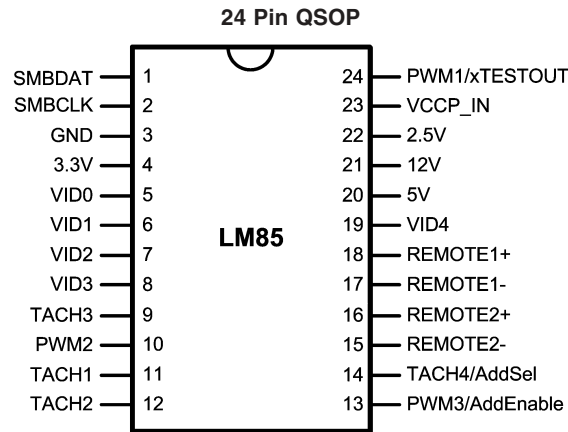 24 Pin QSOP
SMBDAT 1 24 PWM1/xTESTOUT
SMBCLK 2 23 VCCP_IN
GND 3 22 2.5V
3.3V 4 21 12V
VID0 5 20 5V
VID1 6 19 VID4
LM85
VID2 7 18 REMOTE1+
VID3 8 17 REMOTE1-
TACH3 9 16 REMOTE2+
PWM2 10 15 REMOTE2-
TACH1 11 14 TACH4/AddSel
TACH2 12 13 PWM3/AddEnable